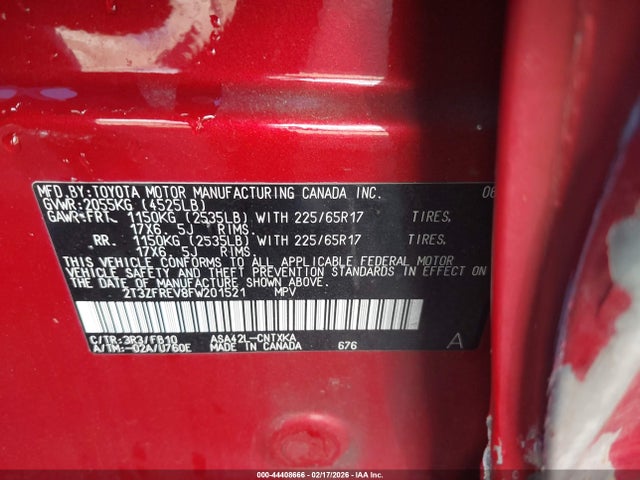 MFD.BY:TOYOTA MOTOR MANUFACTURING CANADA INC. 06
GVWR:2055KG (4525LB)
GAWR:FRT. 1150KG (2535LB) WITH 225/65R17 TIRES,
17X6.5J RIMS.
RR. 1150KG (2535LB) WITH 225/65R17 TIRES,
17X6.5J RIMS.
THIS VEHICLE CONFORMS TO ALL APPLICABLE FEDERAL MOTOR
VEHICLE SAFETY AND THEFT PREVENTION STANDARDS IN EFFECT ON
THE DATE OF MANUFACTURE SHOWN ABOVE.
2T3ZFREV8FW201521 MPV
C/TR:3R3/FB10 ASA42L-CNTXKA
A/TM:-02A/U760E MADE IN CANADA 676 A
000-44408666 - 02/17/2026 - IAAI.com